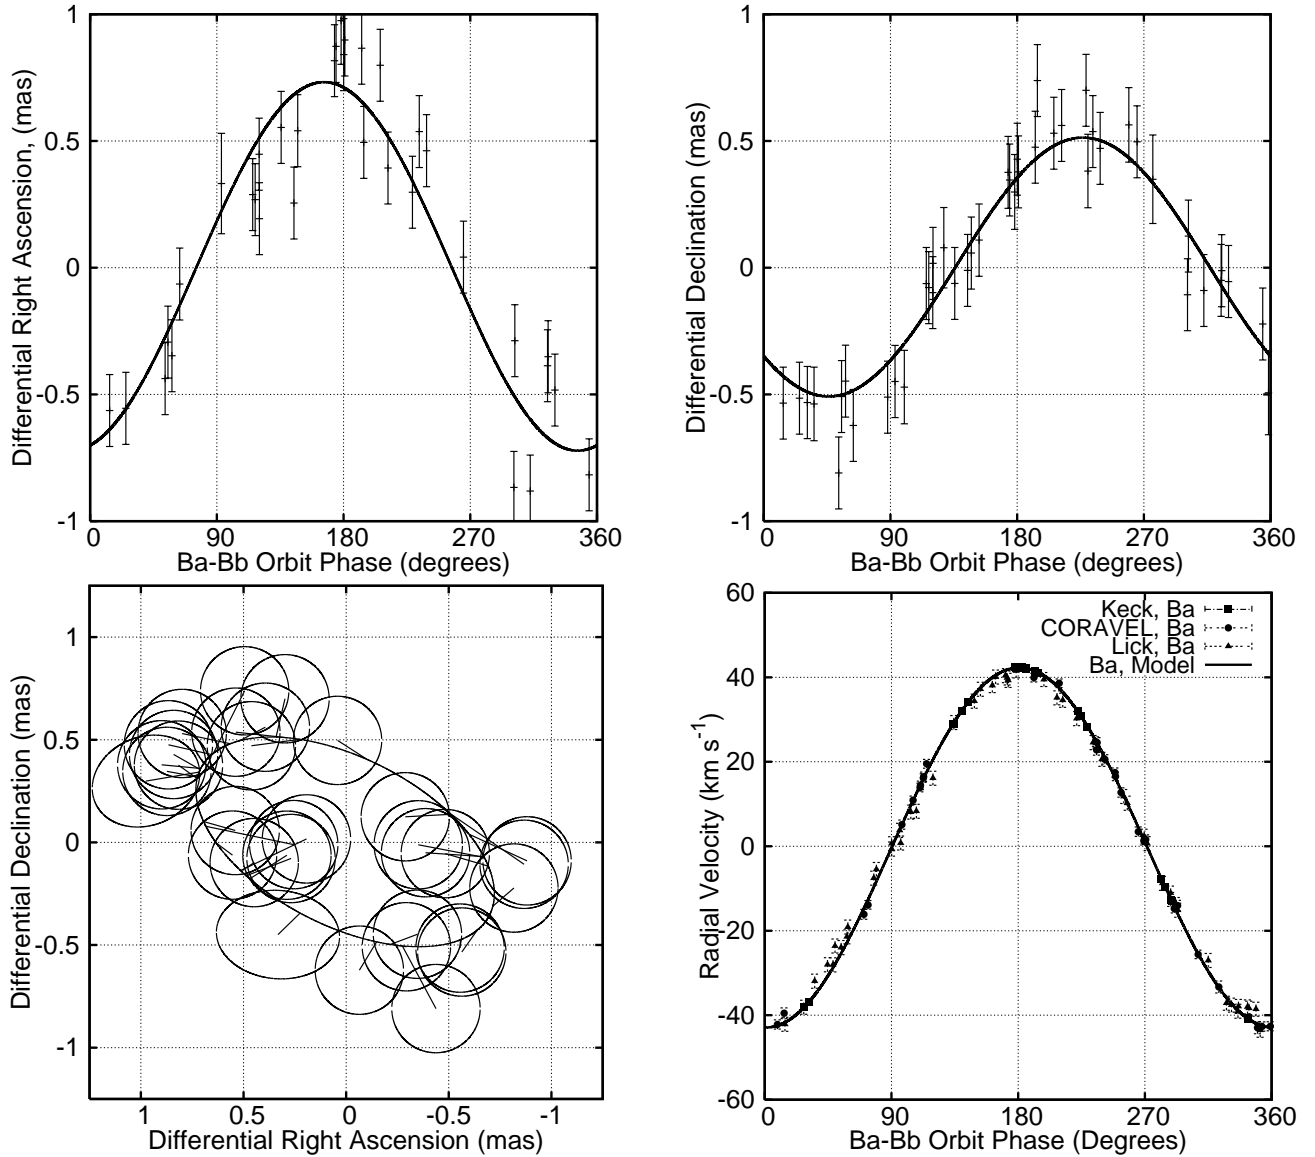 1
0.5
0
-0.5
-1
Differential Right Ascension, (mas)
0 90 180 270 360
Ba-Bb Orbit Phase (degrees)
1
0.5
0
-0.5
-1
Differential Declination (mas)
0 90 180 270 360
Ba-Bb Orbit Phase (degrees)
1
0.5
0
-0.5
-1
Differential Declination (mas)
1 0.5 0 -0.5 -1
Differential Right Ascension (mas)
60
40
20
0
-20
-40
-60
Radial Velocity (km s⁻¹)
Keck, Ba
CORAVEL, Ba
Lick, Ba
Ba, Model
0 90 180 270 360
Ba-Bb Orbit Phase (Degrees)